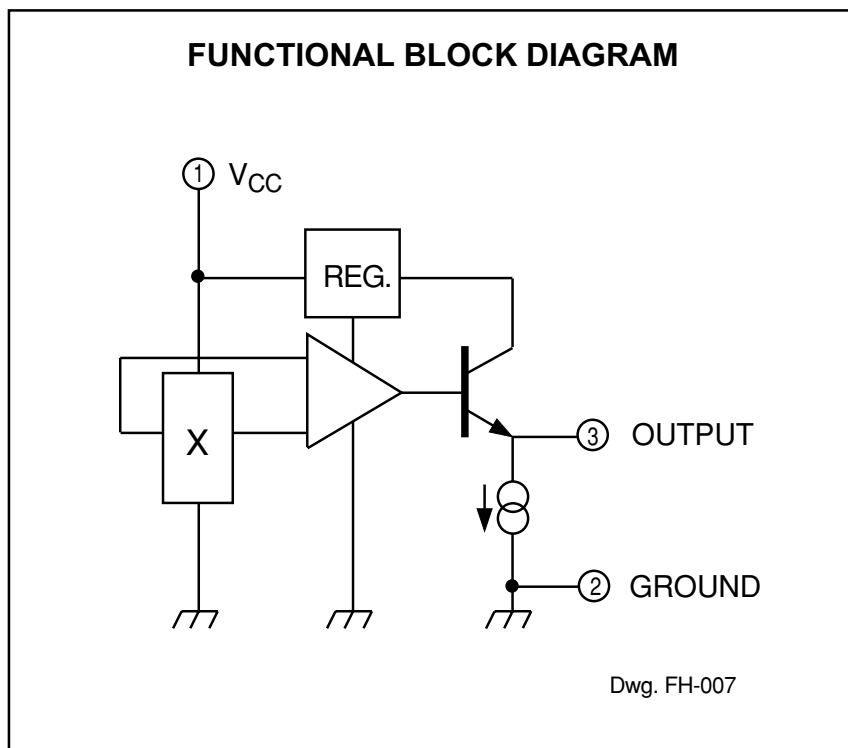 FUNCTIONAL BLOCK DIAGRAM
1 VCC
REG.
X
3 OUTPUT
2 GROUND
Dwg. FH-007